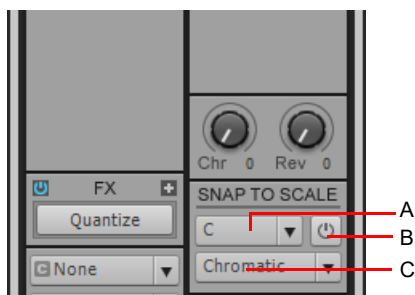 Chr 0 Rev 0
FX
Quantize
C None
SNAP TO SCALE
C
Chromatic
A
B
C